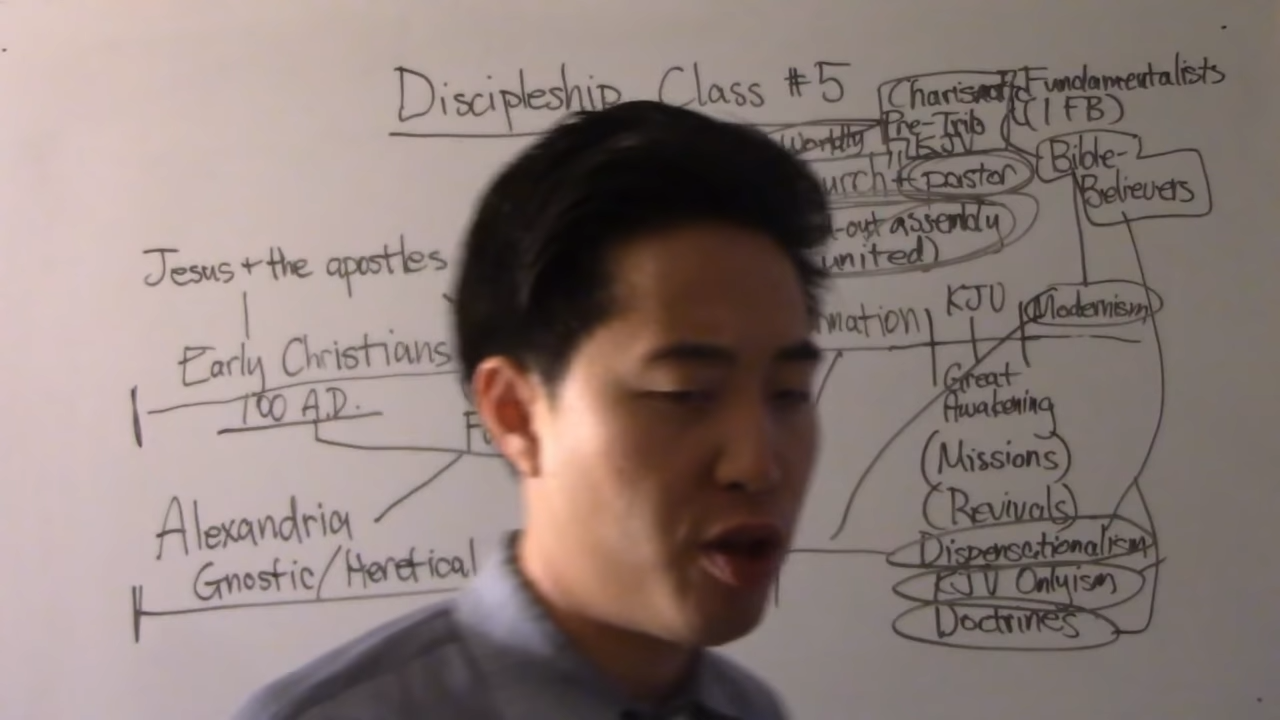 Discipleship Class #5
Charismatic
Pre-Trib
KJV
Fundamentalists
(IFB)
Worldly
pastor
Bible-
Believers
assembly
united)
Jesus + the apostles
Early Christians
100 A.D.
Alexandria
Gnostic/Heretical
KJV
Modernism
Great
Awakening
(Missions)
(Revivals)
Dispensationalism
KJV Onlyism
Doctrines